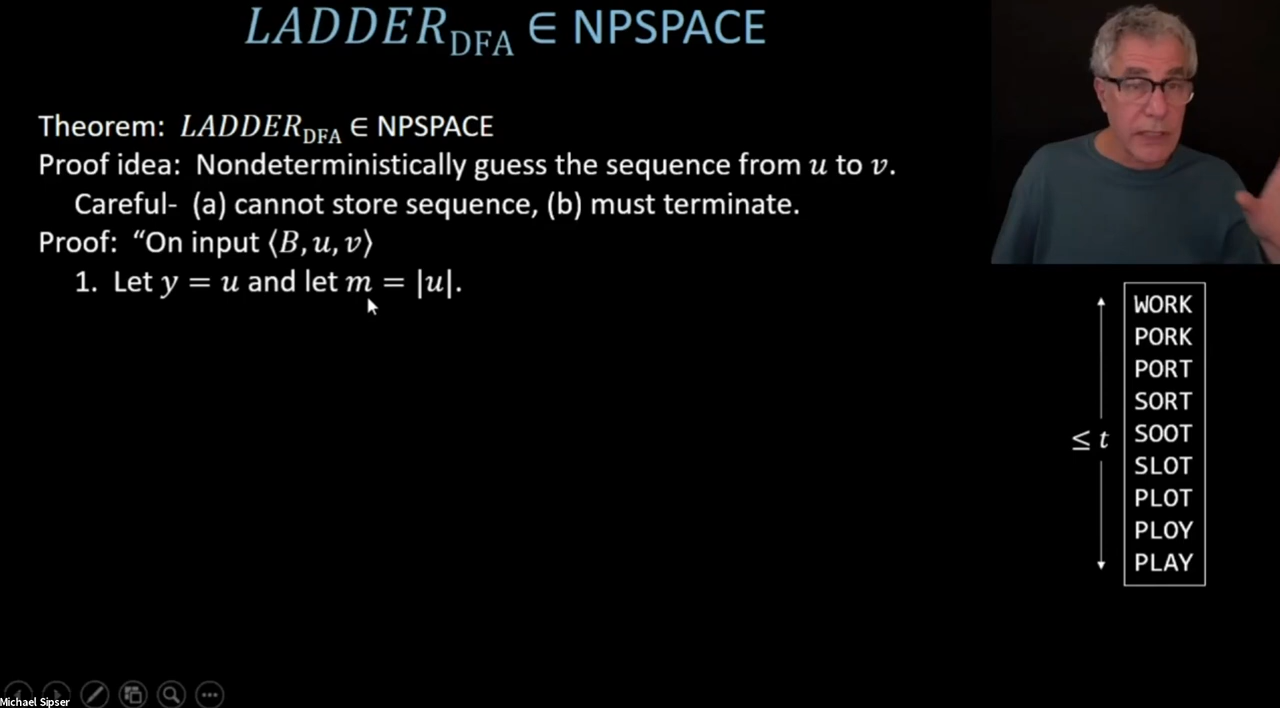 LADDER_DFA ∈ NPSPACE
Theorem: LADDER_DFA ∈ NPSPACE
Proof idea: Nondeterministically guess the sequence from u to v.
Careful- (a) cannot store sequence, (b) must terminate.
Proof: “On input ⟨B, u, v⟩
1. Let y = u and let m = |u|.
WORK
PORK
PORT
SORT
≤ t SOOT
SLOT
PLOT
PLOY
PLAY
Michael Sipser